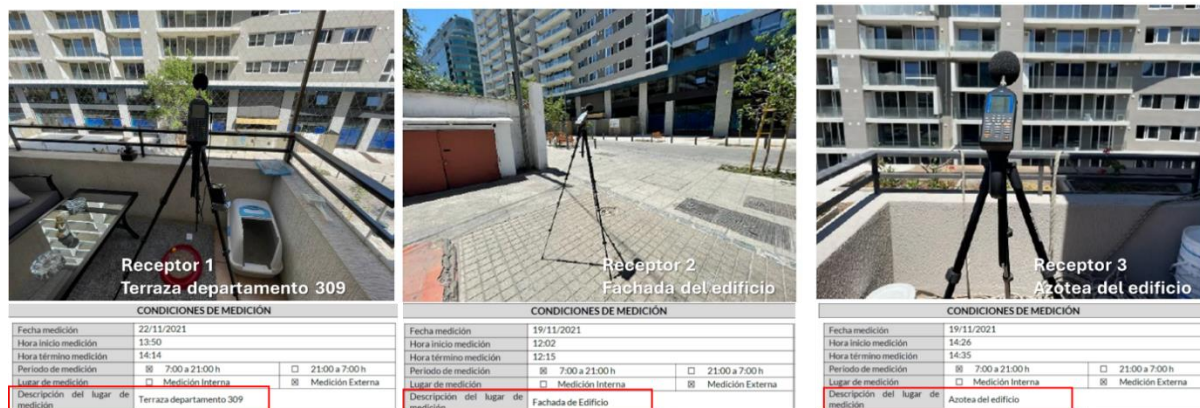 Receptor 1
Terraza departamento 309
CONDICIONES DE MEDICIÓN
Fecha medición 22/11/2021
Hora inicio medición 13:50
Hora término medición 14:14
Periodo de medición ☒ 7:00 a 21:00 h ☐ 21:00 a 7:00 h
Lugar de medición ☐ Medición Interna ☒ Medición Externa
Descripción del lugar de medición Terraza departamento 309
Receptor 2
Fachada del edificio
CONDICIONES DE MEDICIÓN
Fecha medición 19/11/2021
Hora inicio medición 12:02
Hora término medición 12:15
Periodo de medición ☒ 7:00 a 21:00 h ☐ 21:00 a 7:00 h
Lugar de medición ☐ Medición Interna ☒ Medición Externa
Descripción del lugar de medición Fachada de Edificio
Receptor 3
Azotea del edificio
CONDICIONES DE MEDICIÓN
Fecha medición 19/11/2021
Hora inicio medición 14:26
Hora término medición 14:35
Periodo de medición ☒ 7:00 a 21:00 h ☐ 21:00 a 7:00 h
Lugar de medición ☐ Medición Interna ☒ Medición Externa
Descripción del lugar de medición Azotea del edificio